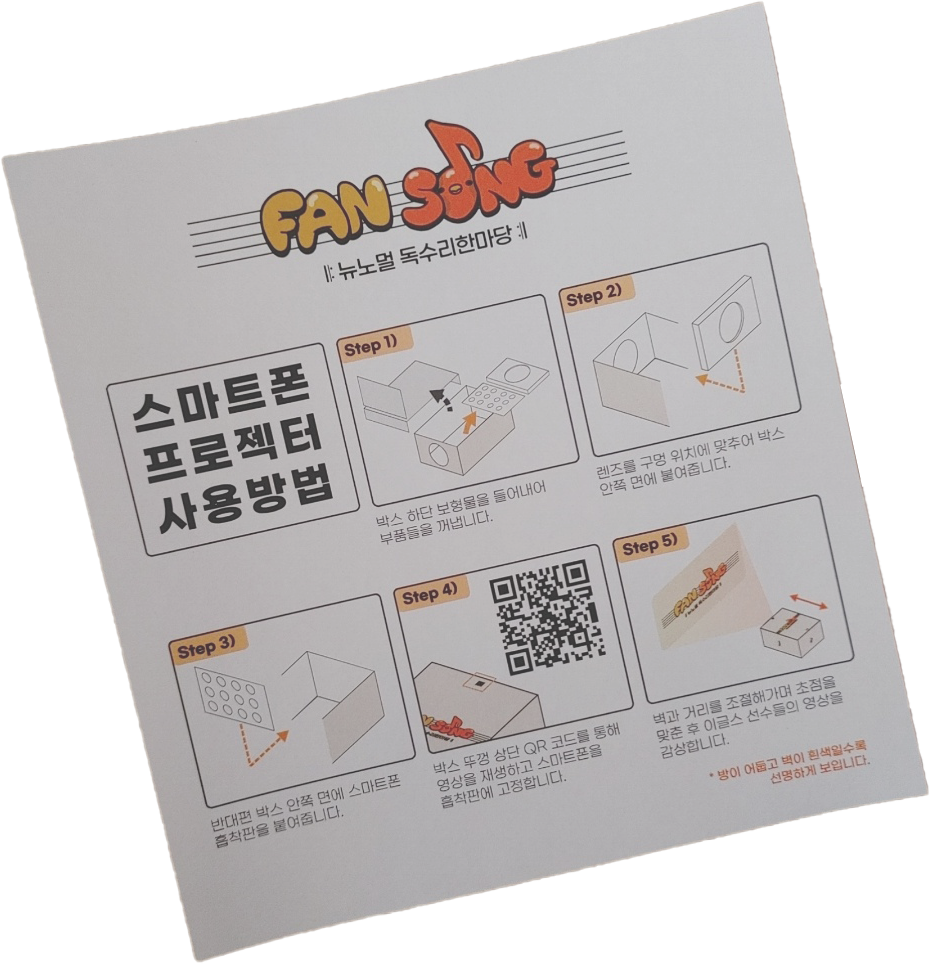 FAN SONG
뉴노멀 독수리한마당
스마트폰
프로젝터
사용방법
Step 1)
박스 하단 보형물을 들어내어
부품들을 꺼냅니다.
Step 2)
렌즈를 구멍 위치에 맞추어 박스
안쪽 면에 붙여줍니다.
Step 3)
반대편 박스 안쪽 면에 스마트폰
흡착판을 붙여줍니다.
Step 4)
FAN SONG
박스 뚜껑 상단 QR 코드를 통해
영상을 재생하고 스마트폰을
흡착판에 고정합니다.
Step 5)
FAN SONG
벽과 거리를 조절해가며 초점을
맞춘 후 이글스 선수들의 영상을
감상합니다.
* 방이 어둡고 벽이 흰색일수록
선명하게 보입니다.